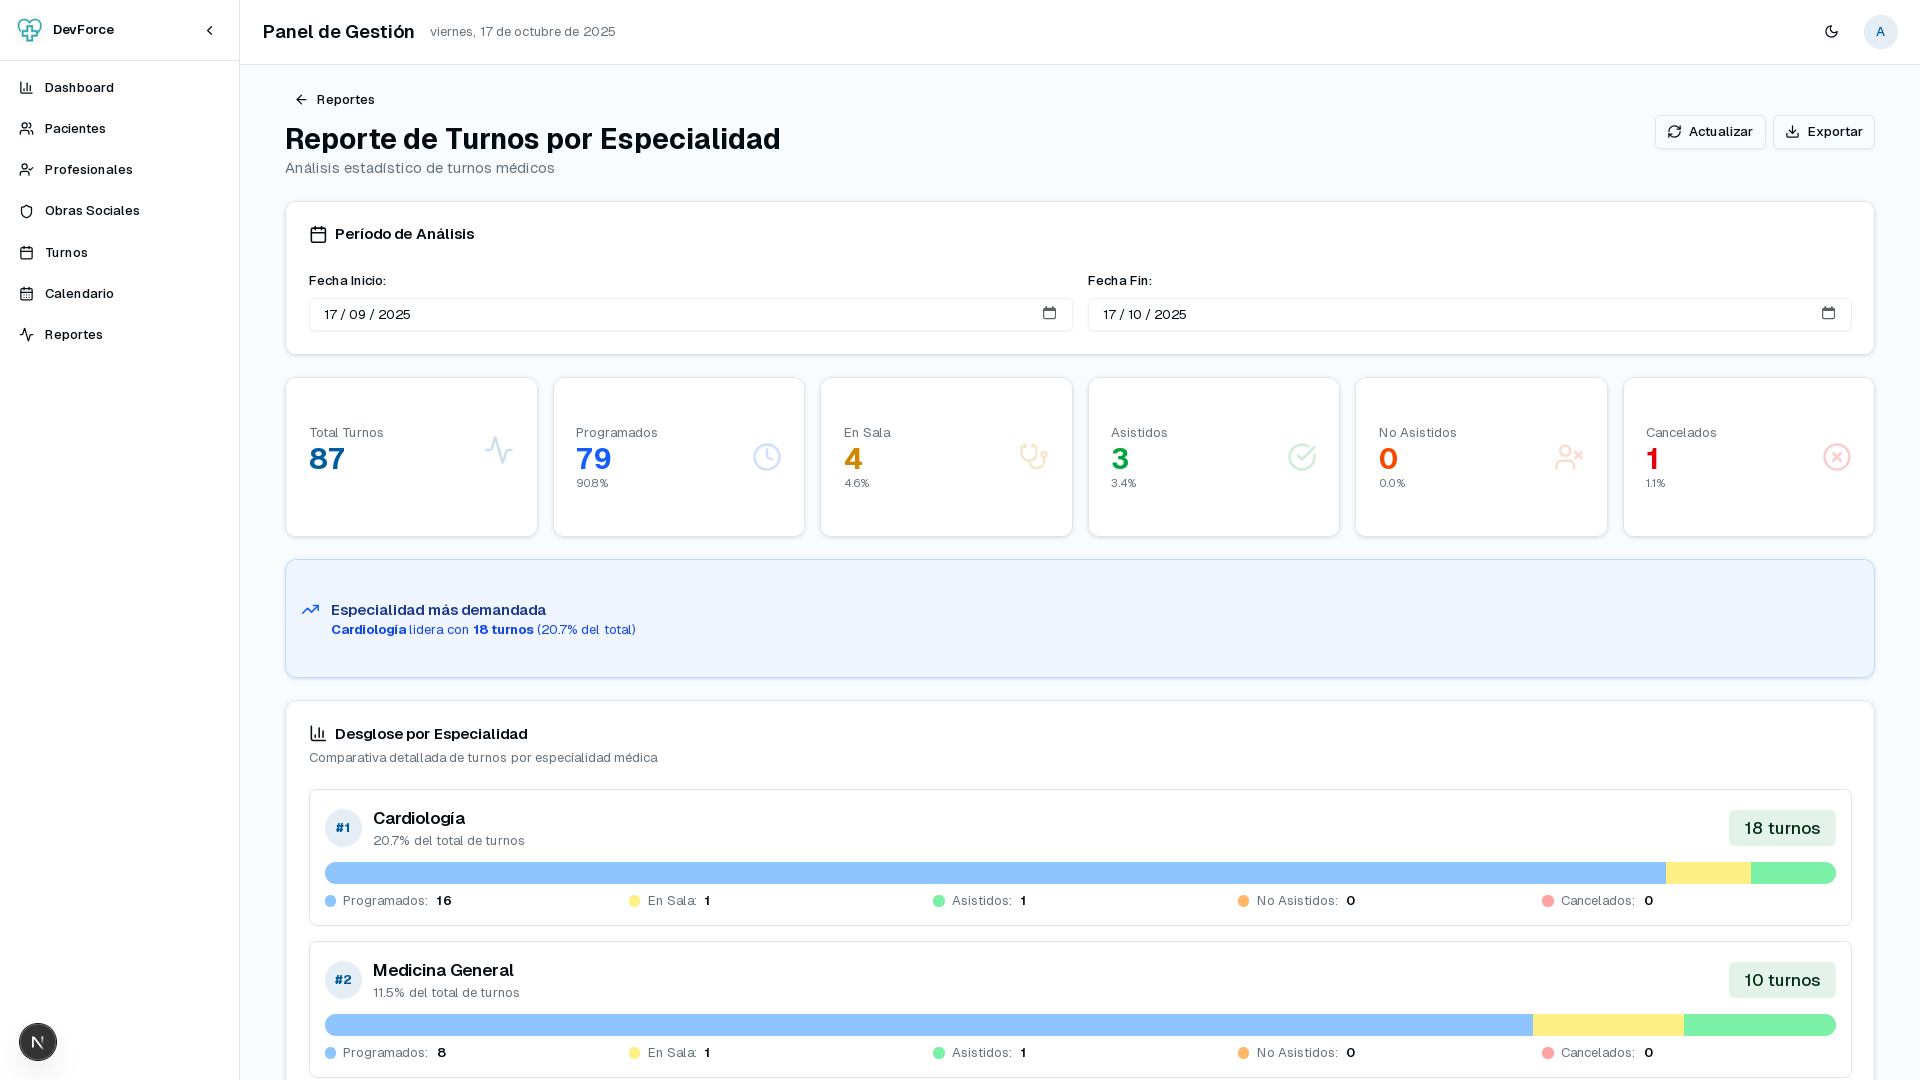 DevForce
Panel de Gestión
viernes, 17 de octubre de 2025
A
Dashboard
Pacientes
Profesionales
Obras Sociales
Turnos
Calendario
Reportes
Reportes
Reporte de Turnos por Especialidad
Análisis estadístico de turnos médicos
Actualizar
Exportar
Período de Análisis
Fecha Inicio:
17 / 09 / 2025
Fecha Fin:
17 / 10 / 2025
Total Turnos
87
Programados
79
90.8%
En Sala
4
4.6%
Asistidos
3
3.4%
No Asistidos
0
0.0%
Cancelados
1
1.1%
Especialidad más demandada
Cardiología lidera con 18 turnos (20.7% del total)
Desglose por Especialidad
Comparativa detallada de turnos por especialidad médica
#1
Cardiología
20.7% del total de turnos
18 turnos
Programados: 16
En Sala: 1
Asistidos: 1
No Asistidos: 0
Cancelados: 0
#2
Medicina General
11.5% del total de turnos
10 turnos
Programados: 8
En Sala: 1
Asistidos: 1
No Asistidos: 0
Cancelados: 0
N